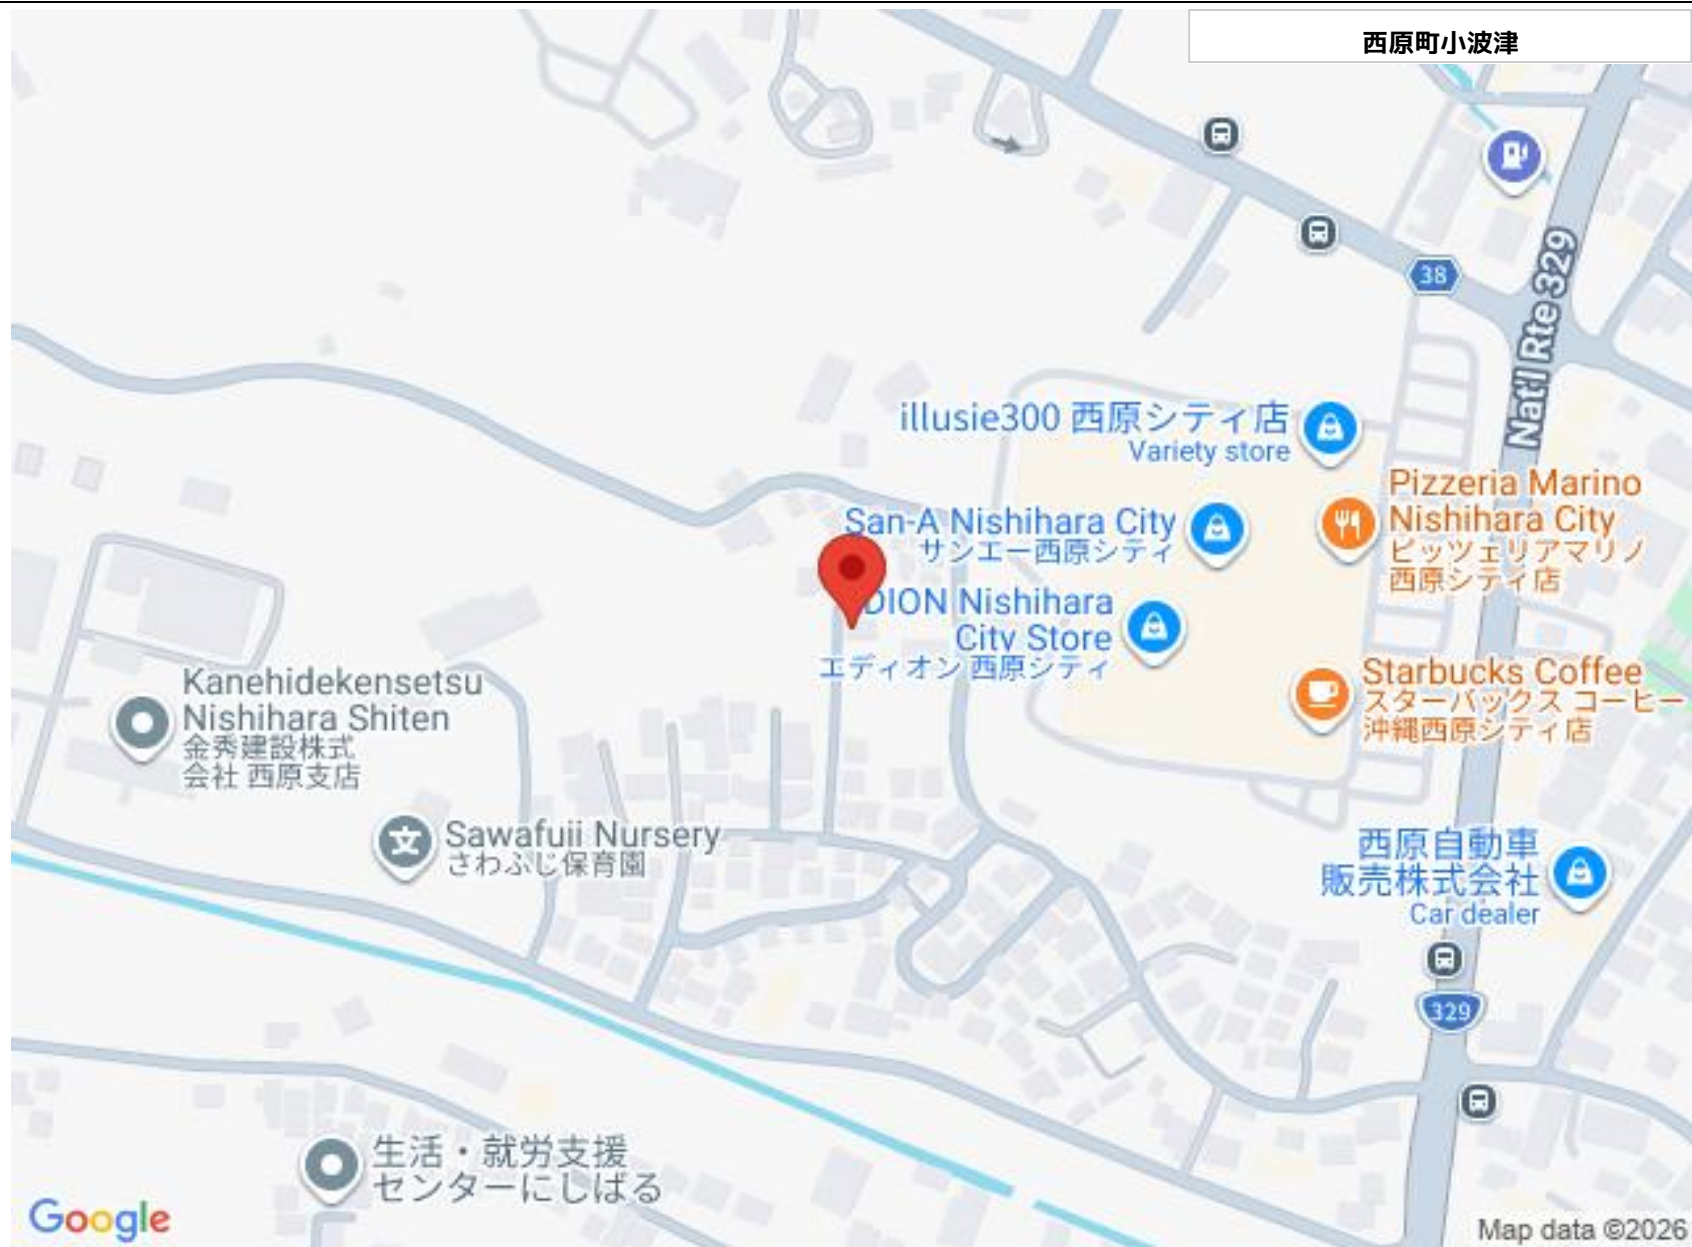 西原町小波津
38
Nat'l Rte 329
illusie300 西原シティ店
Variety store
Pizzeria Marino
Nishihara City
ピッツェリアマリノ
西原シティ店
San-A Nishihara City
サンエー西原シティ
DION Nishihara
City Store
エディオン 西原シティ
Starbucks Coffee
スターバックス コーヒー
沖縄西原シティ店
Kanehidekensetsu
Nishihara Shiten
金秀建設株式
会社 西原支店
Sawafuji Nursery
さわふじ保育園
西原自動車
販売株式会社
Car dealer
329
生活・就労支援
センターにしばる
Google
Map data ©2026